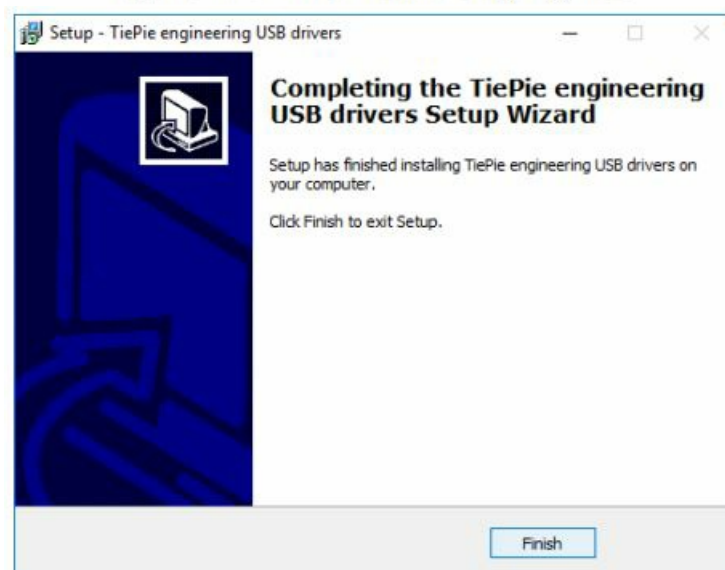 Setup - TiePie engineering USB drivers
Completing the TiePie engineering
USB drivers Setup Wizard
Setup has finished installing TiePie engineering USB drivers on
your computer.
Click Finish to exit Setup.
Finish